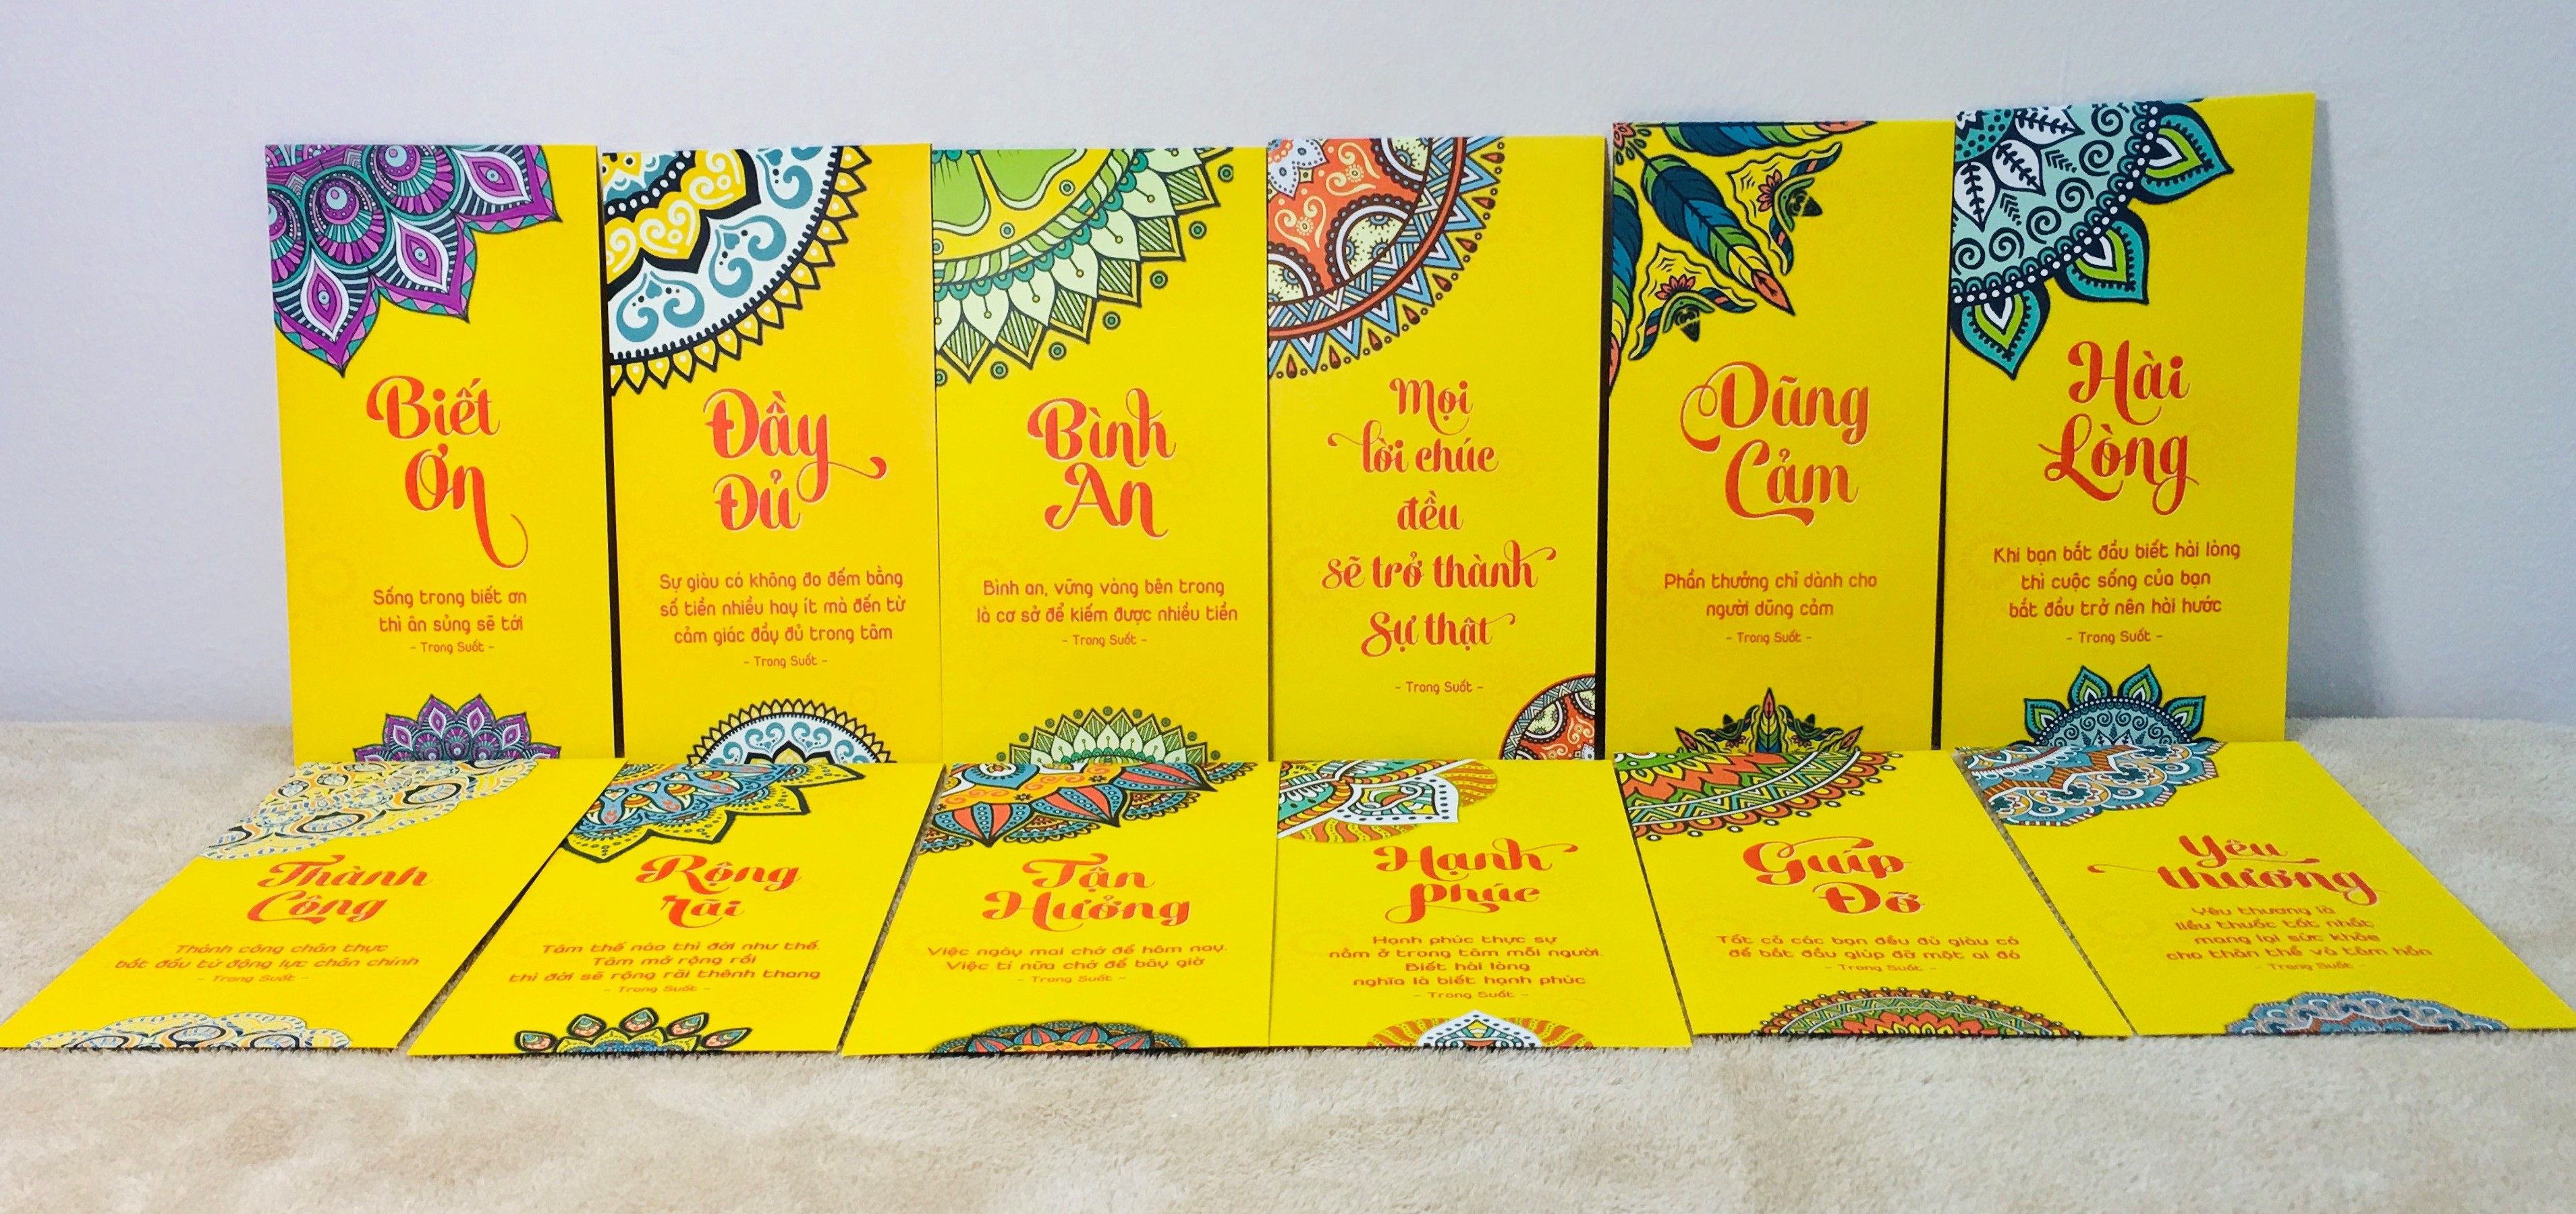 Biết
Ơn
Sống trong biết ơn
thì ân sủng sẽ tới
- Trong Suốt -
Đầy
Đủ
Sự giàu có không đo đếm bằng
số tiền nhiều hay ít mà đến từ
cảm giác đầy đủ trong tâm
- Trong Suốt -
Bình
An
Bình an, vững vàng bên trong
là cơ sở để kiếm được nhiều tiền
- Trong Suốt -
Mọi
lời chúc
đều
sẽ trở thành
Sự thật
- Trong Suốt -
Dũng
Cảm
Phần thưởng chỉ dành cho
người dũng cảm
- Trong Suốt -
Hài
Lòng
Khi bạn bắt đầu biết hài lòng
thì cuộc sống của bạn
bắt đầu trở nên hài hước
- Trong Suốt -
Thành
Công
Thành công chân thực
bắt đầu từ động lực chân chính
- Trong Suốt -
Rộng
rãi
Tâm thế nào thì đời như thế.
Tâm mở rộng rồi
thì đời sẽ rộng rãi thênh thang
- Trong Suốt -
Tận
Hưởng
Việc ngày mai chớ để hôm nay.
Việc tí nữa chớ để bây giờ
- Trong Suốt -
Hạnh
phúc
Hạnh phúc thực sự
nằm ở trong tâm mỗi người.
Biết hài lòng
nghĩa là biết hạnh phúc
- Trong Suốt -
Giúp
Đỡ
Tất cả các bạn đều đủ giàu có
để bắt đầu giúp đỡ một ai đó
- Trong Suốt -
Yêu
thương
Yêu thương là
liều thuốc tốt nhất
mang lại sức khỏe
cho thân thể và tâm hồn
- Trong Suốt -